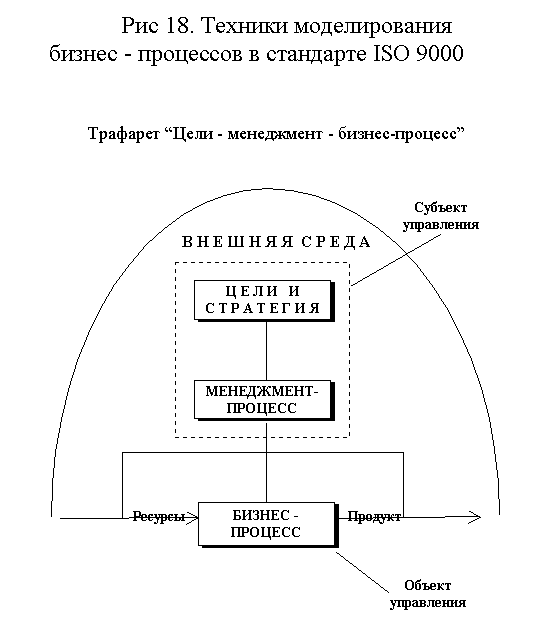 Рис 18. Техники моделирования
бизнес - процессов в стандарте ISO 9000
Трафарет “Цели - менеджмент - бизнес-процесс”
Субъект
управления
ВНЕШНЯЯ СРЕДА
ЦЕЛИ И
СТРАТЕГИЯ
МЕНЕДЖМЕНТ-
ПРОЦЕСС
Ресурсы
БИЗНЕС -
ПРОЦЕСС
Продукт
Объект
управления